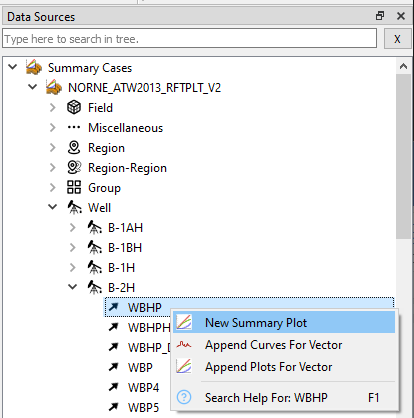 Data Sources
Type here to search in tree.
X
Summary Cases
NORNE_ATW2013_RFTPLT_V2
Field
Miscellaneous
Region
Region-Region
Group
Well
B-1AH
B-1BH
B-1H
B-2H
WBHP
New Summary Plot
WBHPH
Append Curves For Vector
WBHP_D
WBP
Append Plots For Vector
WBP4
Search Help For: WBHP F1
WBP5